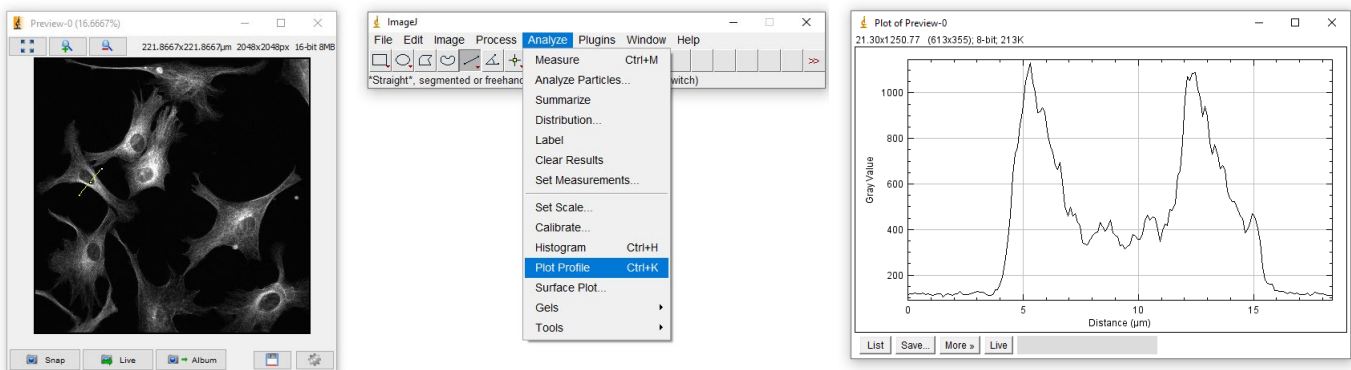 Preview-0 (16.6667%)
221.8667x221.8667µm 2048x2048px 16-bit 8MB
Snap
Live
Album
ImageJ
File Edit Image Process Analyze Plugins Window Help
*Straight*, segmented or freehand
witch)
Measure Ctrl+M
Analyze Particles...
Summarize
Distribution...
Label
Clear Results
Set Measurements...
Set Scale...
Calibrate...
Histogram Ctrl+H
Plot Profile Ctrl+K
Surface Plot...
Gels
Tools
Plot of Preview-0
21.30x1250.77 (613x355); 8-bit; 213K
1000
800
600
400
200
Gray Value
0 5 10 15
Distance (µm)
List Save... More » Live